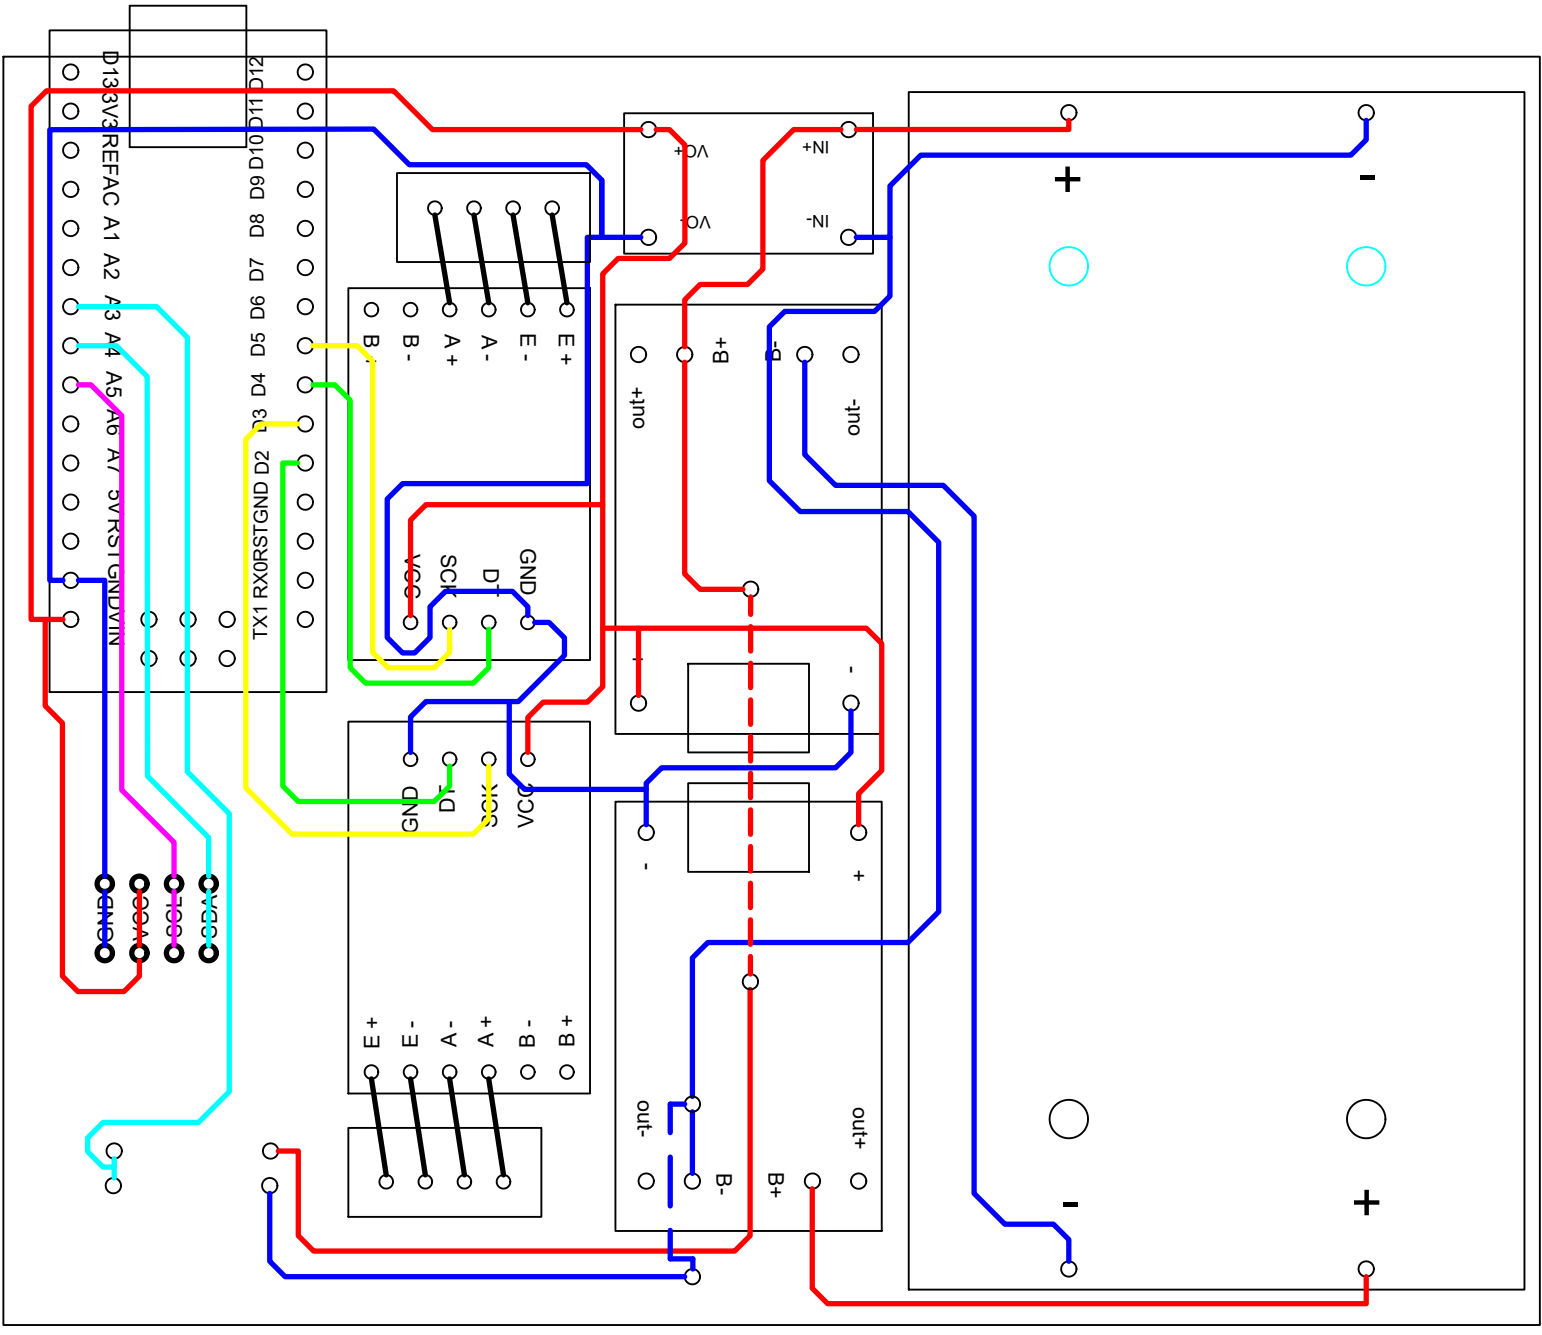 D13
3V3
REF
AC
A1
A2
A3
A4
A5
A6
A7
5V
RST
GND
VIN
D12
D11
D10
D9
D8
D7
D6
D5
D4
D3
D2
GND
RST
RX0
TX1
VO+
VO-
IN+
IN-
+
-
B+
B-
A+
A-
E-
E+
VCC
SCK
DT
GND
B+
B-
out+
out-
+
-
GND
DT
SCK
VCC
E+
E-
A-
A+
B-
B+
-
+
out-
out+
B-
B+
GND
VCC
SCL
SDA
-
+